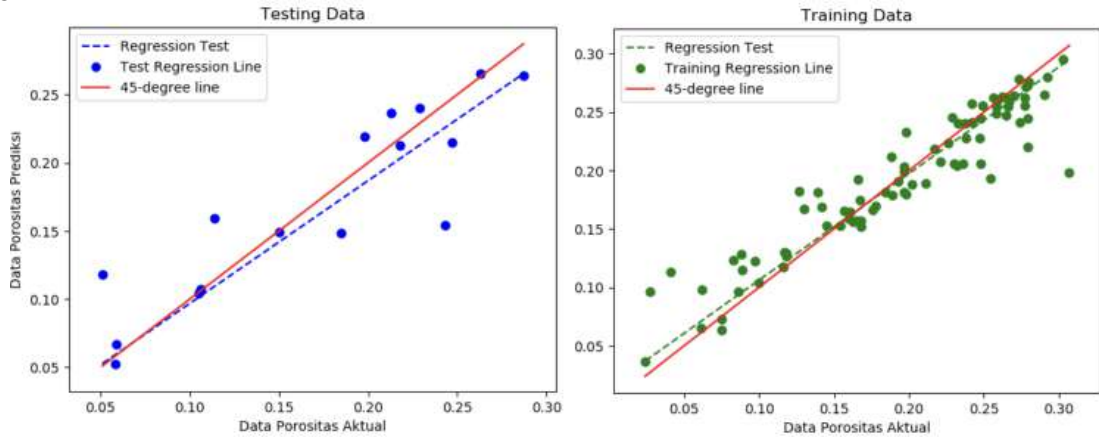 Testing Data
Regression Test
Test Regression Line
45-degree line
Data Porositas Prediksi
0.25
0.20
0.15
0.10
0.05
0.05 0.10 0.15 0.20 0.25 0.30
Data Porositas Aktual
Training Data
Regression Test
Training Regression Line
45-degree line
0.30
0.25
0.20
0.15
0.10
0.05
0.05 0.10 0.15 0.20 0.25 0.30
Data Porositas Aktual